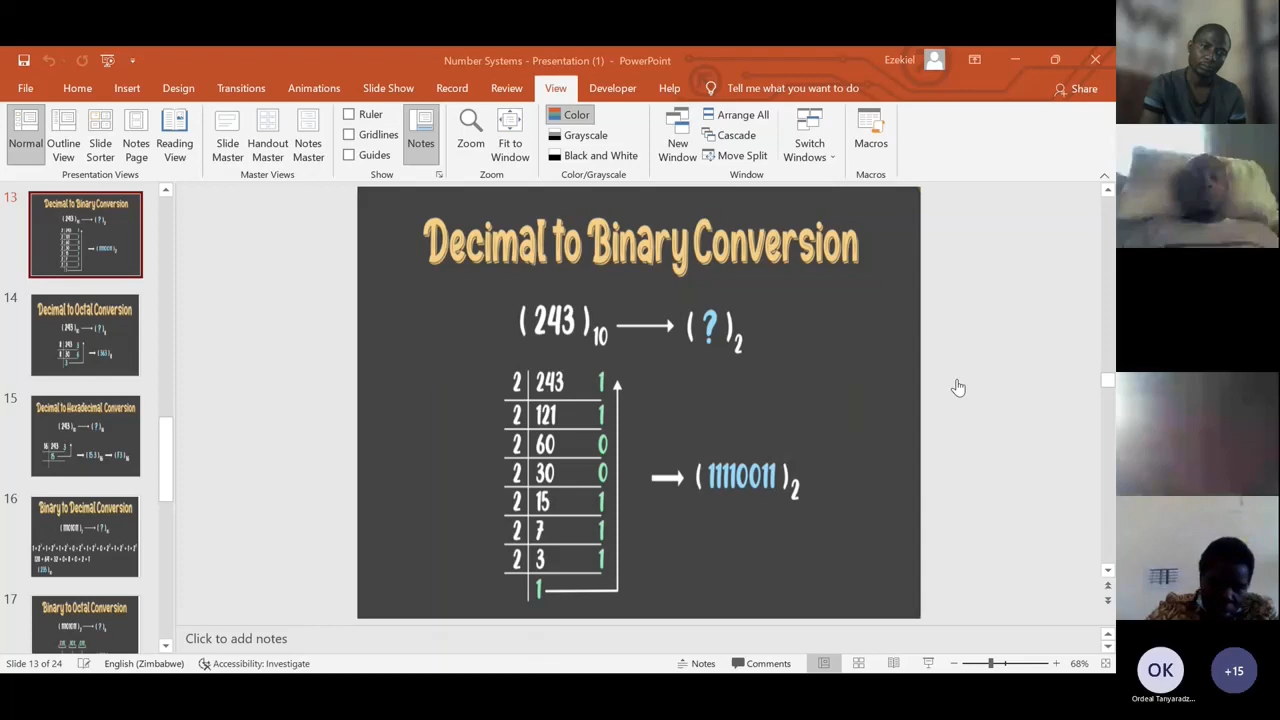 Number Systems - Presentation (1) - PowerPoint
Ezekiel
File Home Insert Design Transitions Animations Slide Show Record Review View Developer Help Tell me what you want to do
Share
Normal
Outline View
Slide Sorter
Notes Page
Reading View
Presentation Views
Slide Master
Handout Master
Notes Master
Master Views
Ruler
Gridlines
Guides
Show
Notes
Zoom
Fit to Window
Zoom
Color
Grayscale
Black and White
Color/Grayscale
New Window
Arrange All
Cascade
Move Split
Switch Windows
Window
Macros
Macros
13
Decimal to Binary Conversion
14
Decimal to Octal Conversion
15
Decimal to Hexadecimal Conversion
16
Binary to Decimal Conversion
17
Binary to Octal Conversion
Decimal to Binary Conversion
( 243 )10 → ( ? )2
2 243 1
2 121 1
2 60 0
2 30 0
2 15 1
2 7 1
2 3 1
1
→ ( 11110011 )2
Click to add notes
Slide 13 of 24
English (Zimbabwe)
Accessibility: Investigate
Notes
Comments
68%
OK
Ordeal Tanyaradz...
+15